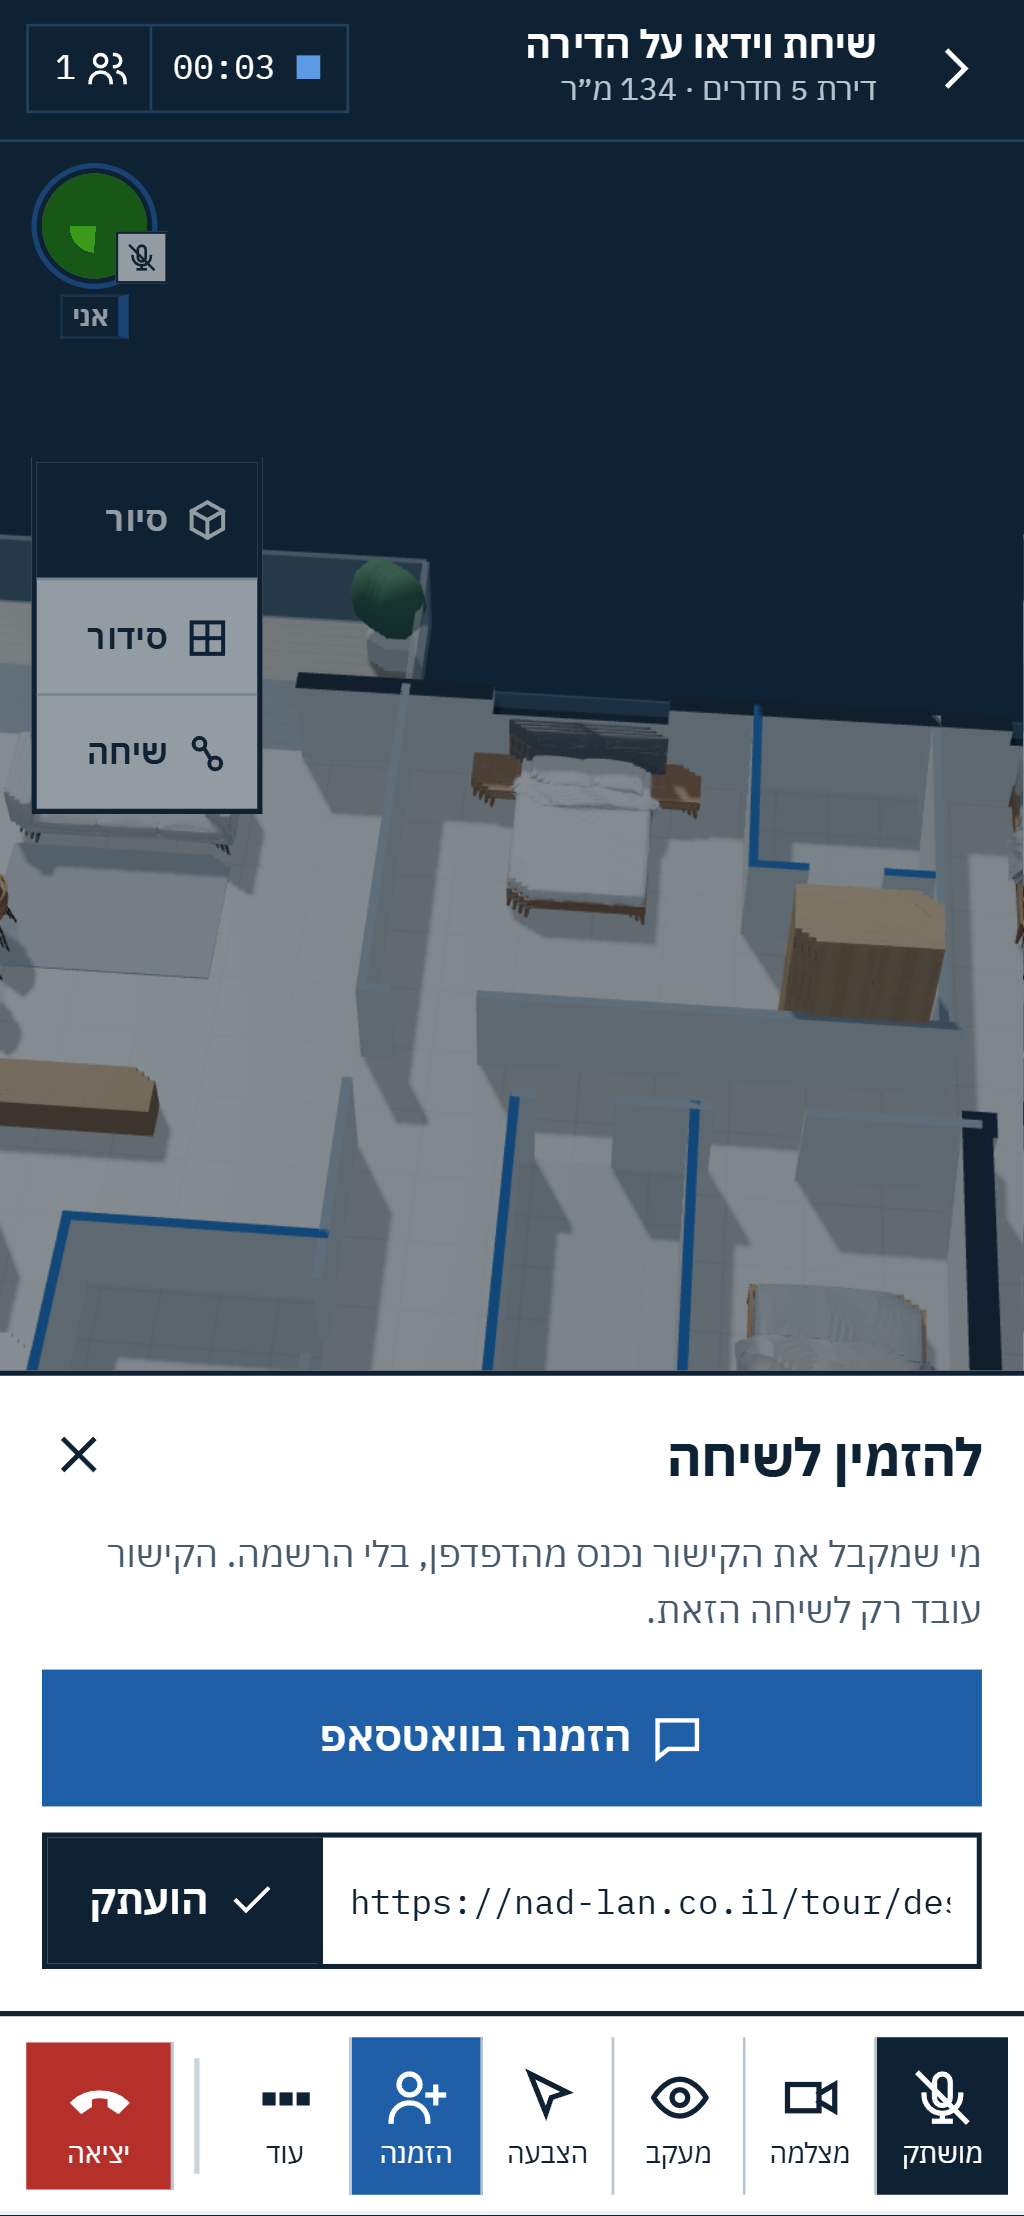 שיחת וידאו על הדירה
דירת 5 חדרים · 134 מ״ר
00:03
1
אני
סיור
סידור
שיחה
להזמין לשיחה
מי שמקבל את הקישור נכנס מהדפדפן, בלי הרשמה. הקישור
עובד רק לשיחה הזאת.
הזמנה בוואטסאפ
https://nad-lan.co.il/tour/des
הועתק
מושתק
מצלמה
מעקב
הצבעה
הזמנה
עוד
יציאה